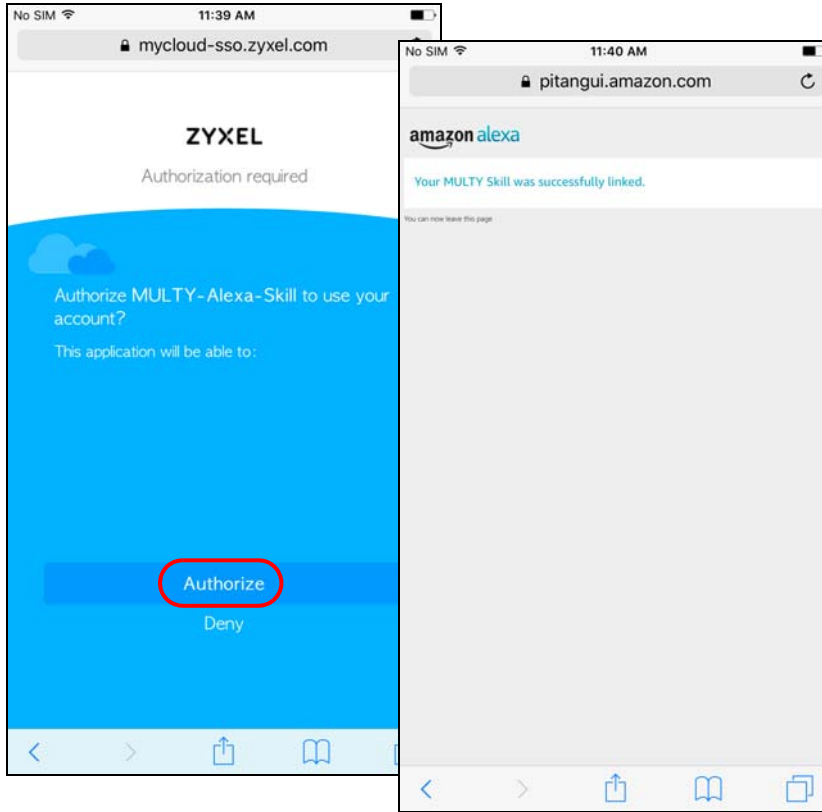 No SIM 11:39 AM
mycloud-sso.zyxel.com
ZYXEL
Authorization required
Authorize MULTY-Alexa-Skill to use your
account?
This application will be able to:
Authorize
Deny
No SIM 11:40 AM
pitangui.amazon.com
amazon alexa
Your MULTY Skill was successfully linked.
You can now leave this page